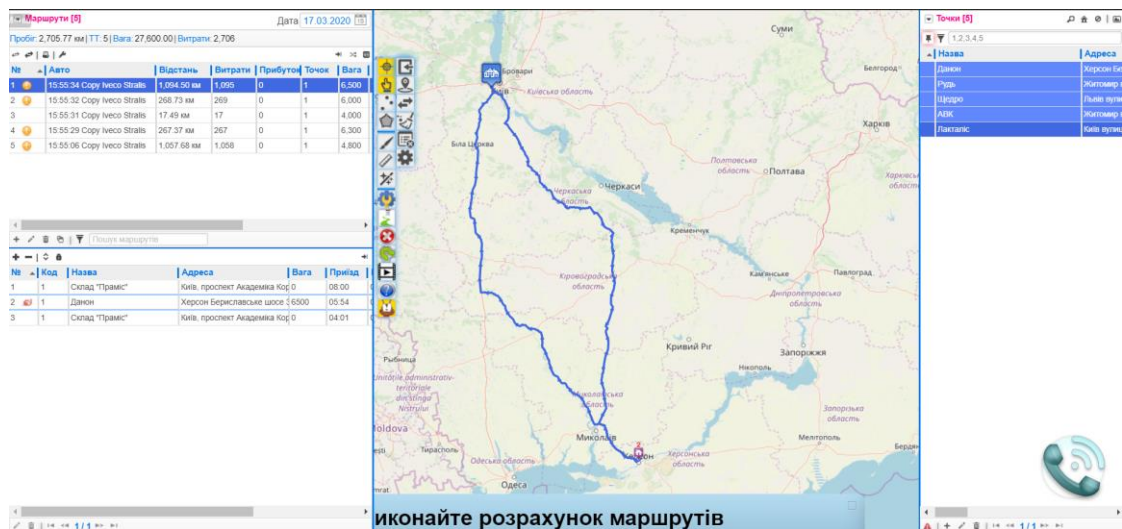 Маршрути [5]
Дата 17.03.2020
Пробіг: 2,705.77 км | ТТ: 5 | Вага: 27,600.00 | Витрати: 2,706
№ Авто Відстань Витрати Прибуток Точок Вага
1 15:55:34 Copy Iveco Stralis 1,094.50 км 1,095 0 1 6,500
2 15:55:32 Copy Iveco Stralis 268.73 км 269 0 1 6,000
3 15:55:31 Copy Iveco Stralis 17.49 км 17 0 1 4,000
4 15:55:29 Copy Iveco Stralis 267.37 км 267 0 1 6,300
5 15:55:06 Copy Iveco Stralis 1,057.68 км 1,058 0 1 4,800
Пошук маршрутів
№ Код Назва Адреса Вага Приїзд
1 1 Склад "Праміс" Київ, проспект Академіка Кор 0 08:00
2 1 Данон Херсон Бериславське шосе 3 6500 05:54
3 1 Склад "Праміс" Київ, проспект Академіка Кор 0 04:01
1 / 1
Суми
Бровари
Київська область
Белгород
Харків
Біла Церква
Полтавська область
Полтава
Черкаси
Черкаська область
Кременчук
Кіровоградська область
Кам'янське
Павлоград
Дніпропетровська область
Кривий Ріг
Запоріжжя
Нікополь
Рыбница
Unitățile administrativ-teritoriale din stînga Nistrului
Moldova
Миколаївська область
Запорізька область
Миколаїв
Мелітополь
Тирасполь
Херсонська область
Одеська область
Одеса
иконайте розрахунок маршрутів
Точки [5]
1,2,3,4,5
Назва Адреса
Данон Херсон Бе
Рудь Житомир
Щедро Львів вули
АВК Житомир
Лакталіс Київ вулиц
1 / 1